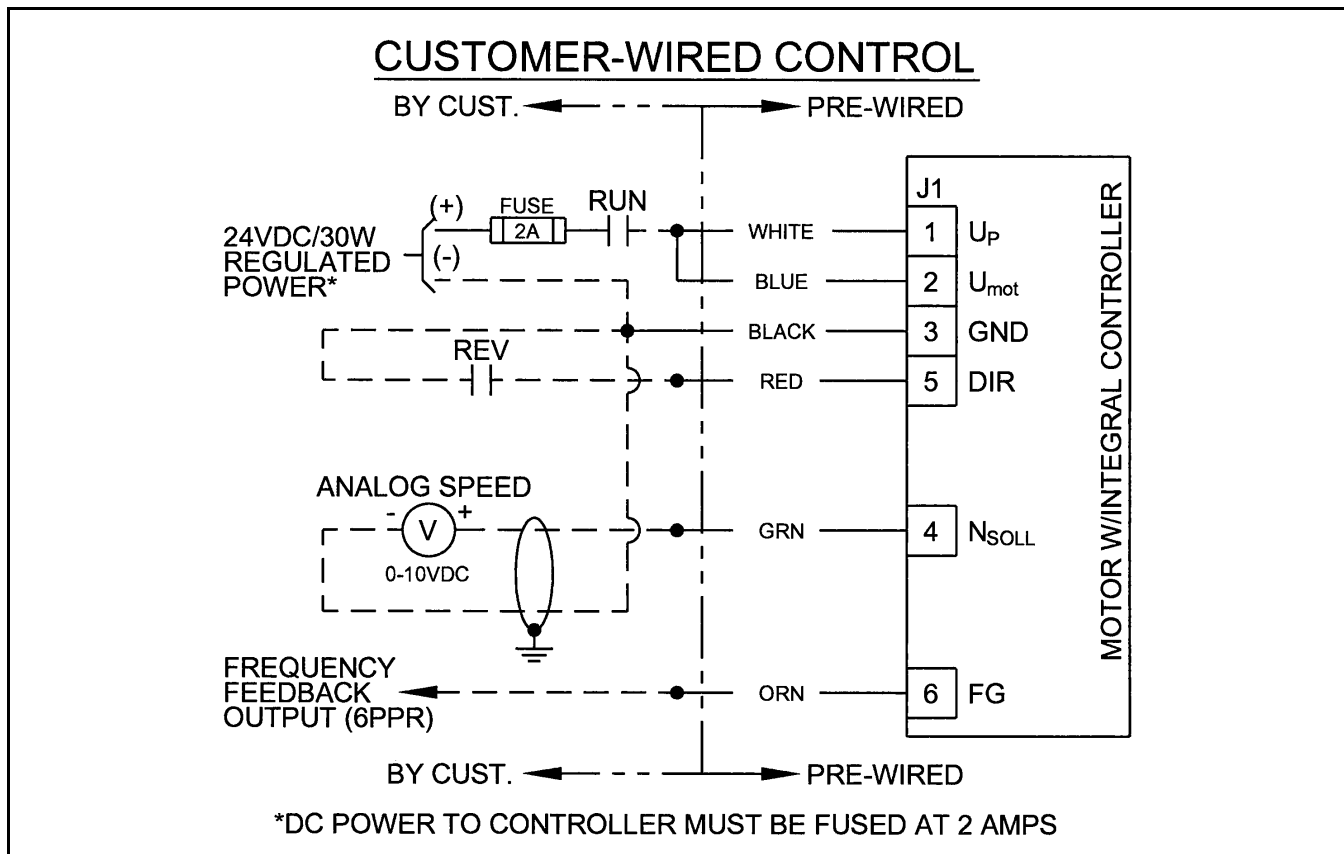 CUSTOMER-WIRED CONTROL
BY CUST. PRE-WIRED
24VDC/30W
REGULATED
POWER*
(+)
(-)
FUSE
2A
RUN
WHITE
BLUE
BLACK
REV
RED
J1
1 UP
2 Umot
3 GND
5 DIR
ANALOG SPEED
- V +
0-10VDC
GRN
4 NSOLL
FREQUENCY
FEEDBACK
OUTPUT (6PPR)
ORN
6 FG
MOTOR W/INTEGRAL CONTROLLER
BY CUST. PRE-WIRED
*DC POWER TO CONTROLLER MUST BE FUSED AT 2 AMPS